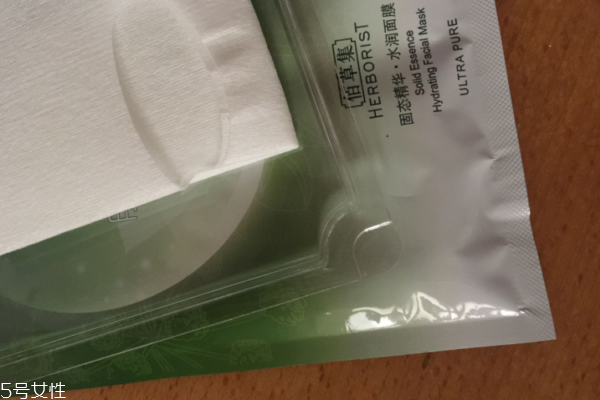 佰草集
HERBORIST
固态精华·水润面膜
Solid Essence
Hydrating Facial Mask
ULTRA PURE
5号女性